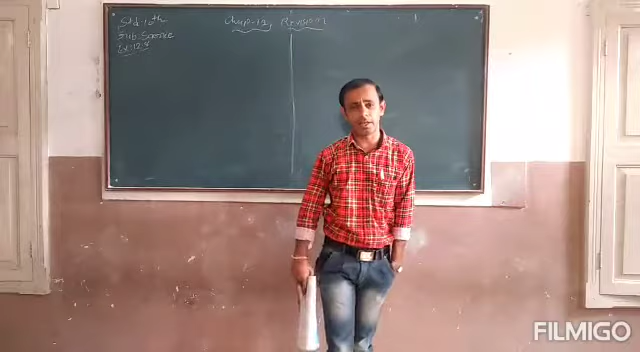 Std:-10th
Sub:-Science
Chap-12, Revision
FILMIGO